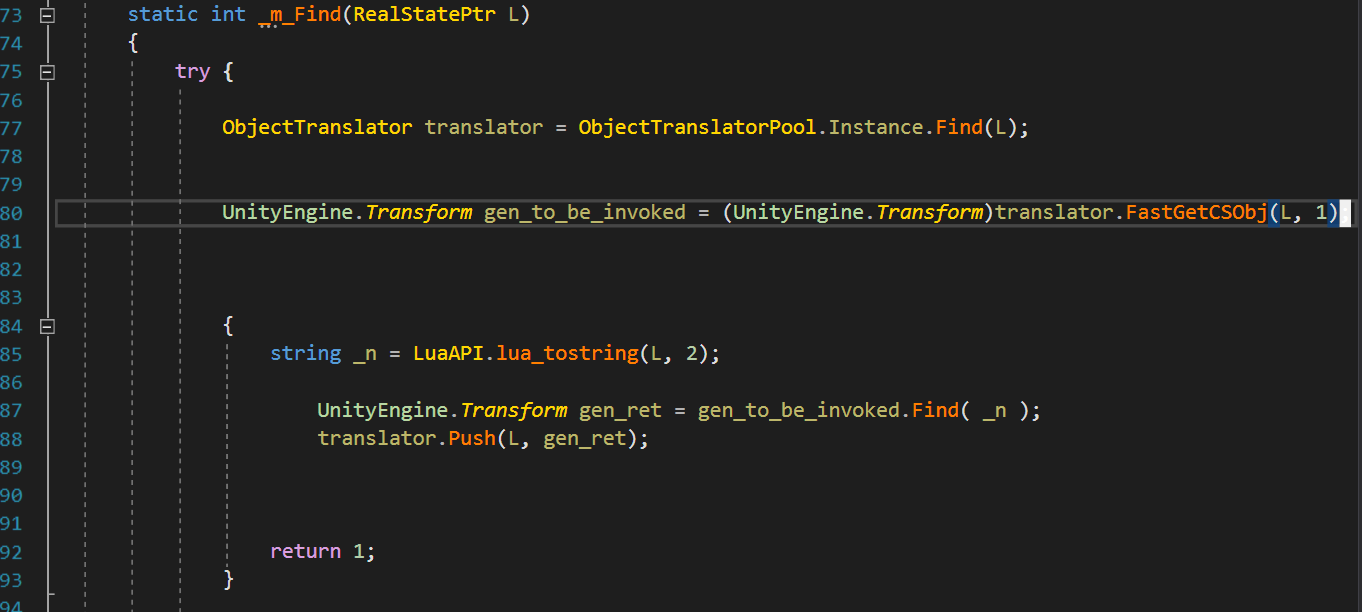 73 static int _m_Find(RealStatePtr L)
74 {
75 try {
76
77 ObjectTranslator translator = ObjectTranslatorPool.Instance.Find(L);
78
79
80 UnityEngine.Transform gen_to_be_invoked = (UnityEngine.Transform)translator.FastGetCSObj(L, 1);
81
82
83
84 {
85 string _n = LuaAPI.lua_tostring(L, 2);
86
87 UnityEngine.Transform gen_ret = gen_to_be_invoked.Find( _n );
88 translator.Push(L, gen_ret);
89
90
91
92 return 1;
93 }
94